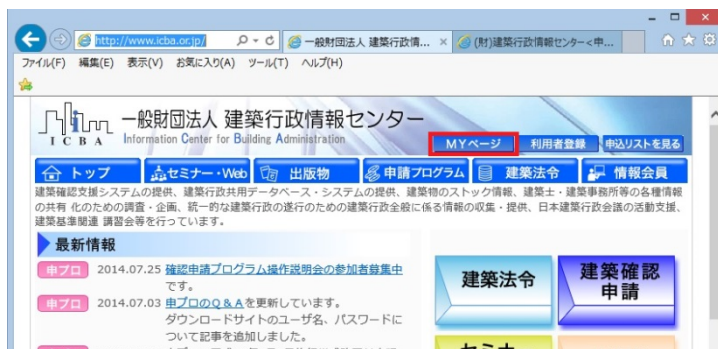 http://www.icba.or.jp/
一般財団法人 建築行政情...
(財)建築行政情報センター<申...
ファイル(F) 編集(E) 表示(V) お気に入り(A) ツール(T) ヘルプ(H)
ICBA
一般財団法人 建築行政情報センター
Information Center for Building Administration
MYページ 利用者登録 申込リストを見る
トップ セミナー・Web 出版物 申請プログラム 建築法令 情報会員
建築確認支援システムの提供、建築行政共用データベース・システムの提供、建築物のストック情報、建築士・建築事務所等の各種情報
の共有 化のための調査・企画、統一的な建築行政の遂行のための建築行政全般に係る情報の収集・提供、日本建築行政会議の活動支援、
建築基準関連 講習会等を行っています。
最新情報
申プロ 2014.07.25 確認申請プログラム操作説明会の参加者募集中
です。
申プロ 2014.07.03 申プロのQ&Aを更新しています。
ダウンロードサイトのユーザ名、パスワードに
ついて記事を追加しました。
建築法令
建築確認
申請